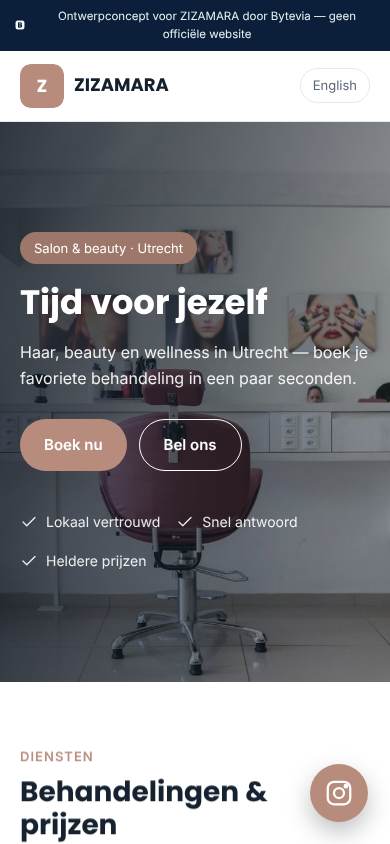 B
Ontwerpconcept voor ZIZAMARA door Bytevia — geen
officiële website
Z
ZIZAMARA
English
Salon & beauty · Utrecht
Tijd voor jezelf
Haar, beauty en wellness in Utrecht — boek je
favoriete behandeling in een paar seconden.
Boek nu
Bel ons
Lokaal vertrouwd
Snel antwoord
Heldere prijzen
DIENSTEN
Behandelingen &
prijzen